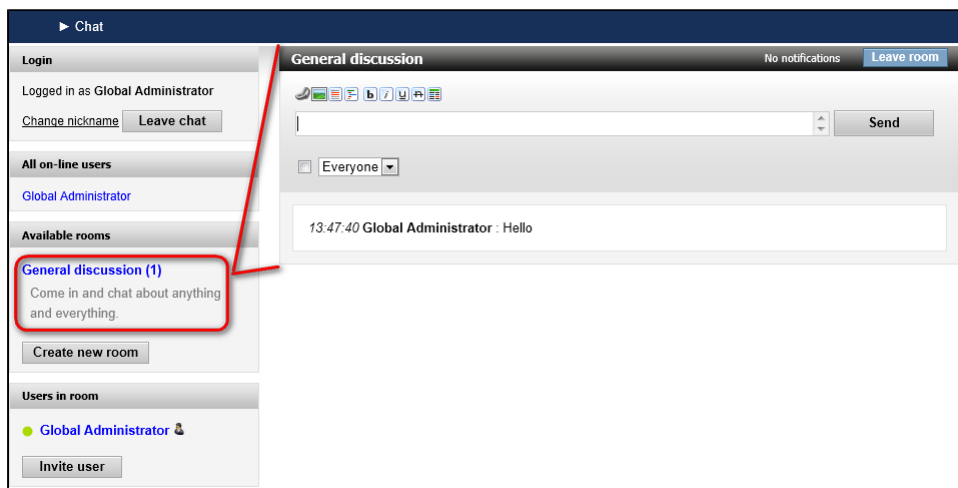 ► Chat
Login
Logged in as Global Administrator
Change nickname Leave chat
All on-line users
Global Administrator
Available rooms
General discussion (1)
Come in and chat about anything
and everything.
Create new room
Users in room
Global Administrator
Invite user
General discussion No notifications Leave room
b i U
Send
Everyone
13:47:40 Global Administrator : Hello